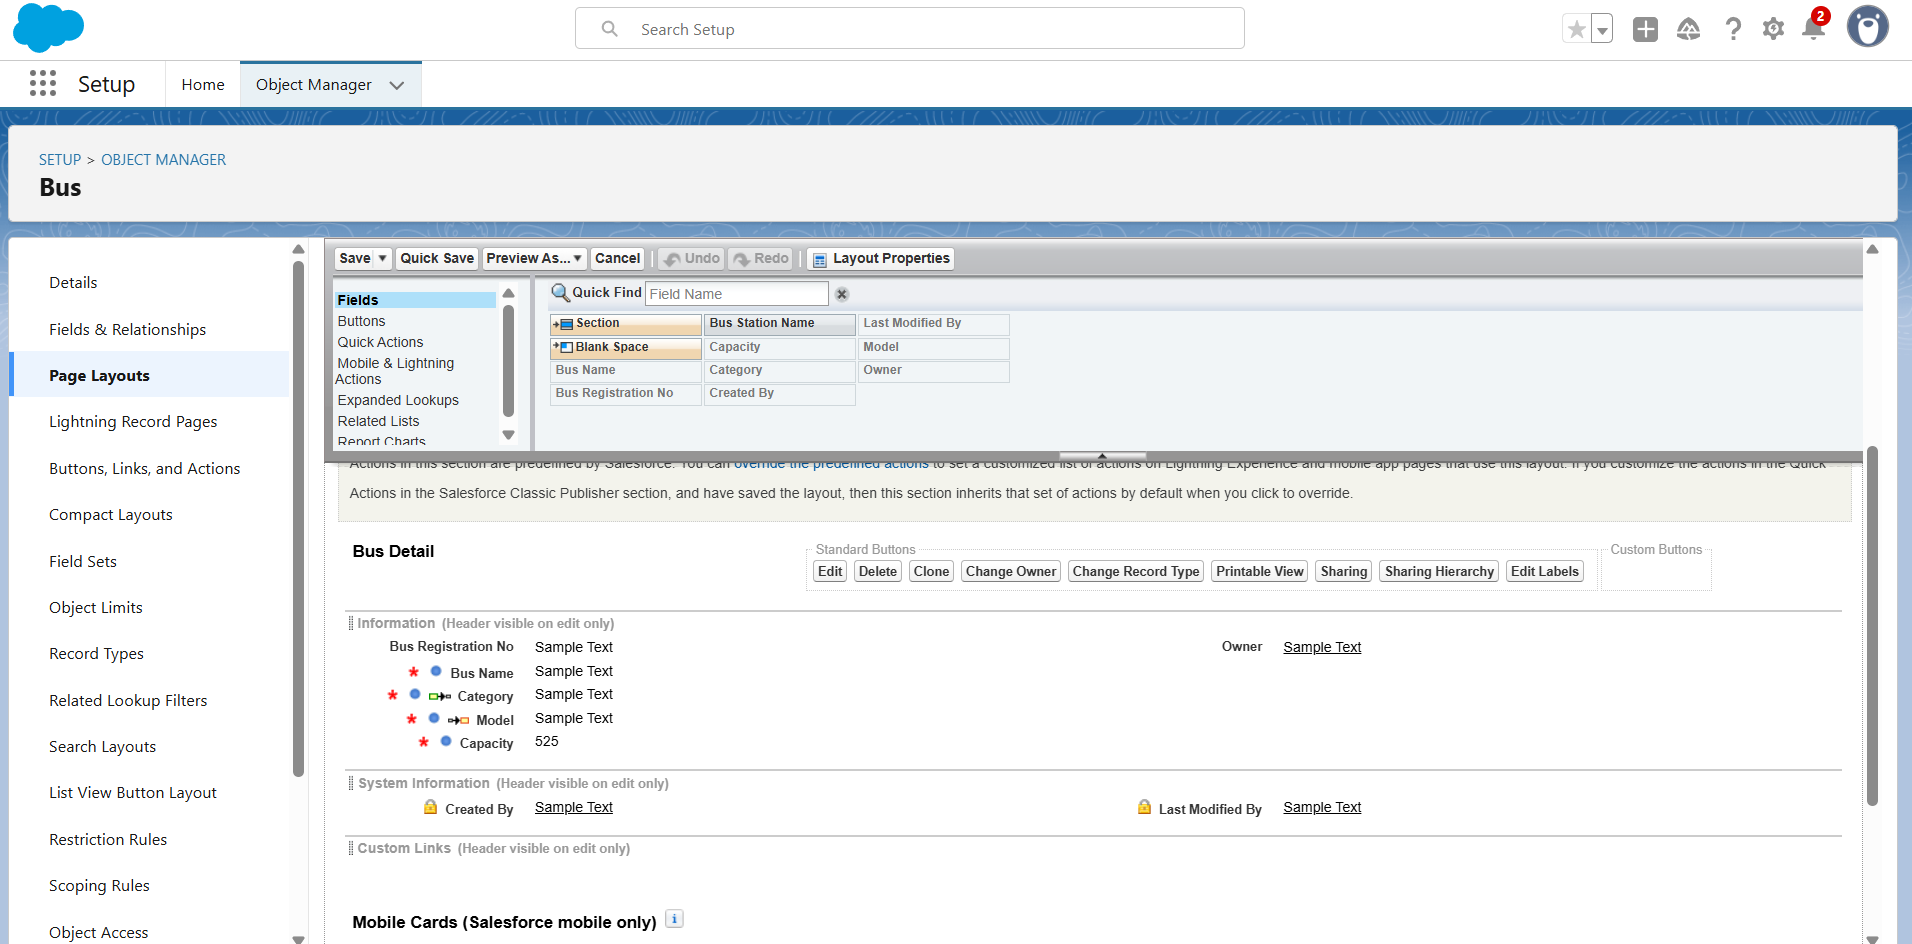 Search Setup
2
Setup
Home
Object Manager
SETUP > OBJECT MANAGER
Bus
Details
Fields & Relationships
Page Layouts
Lightning Record Pages
Buttons, Links, and Actions
Compact Layouts
Field Sets
Object Limits
Record Types
Related Lookup Filters
Search Layouts
List View Button Layout
Restriction Rules
Scoping Rules
Object Access
Save
Quick Save
Preview As...
Cancel
Undo
Redo
Layout Properties
Fields
Buttons
Quick Actions
Mobile & Lightning
Actions
Expanded Lookups
Related Lists
Report Charts
Quick Find
Field Name
Section
Bus Station Name
Last Modified By
Blank Space
Capacity
Model
Bus Name
Category
Owner
Bus Registration No
Created By
Actions in this section are predefined by Salesforce. You can override the predefined actions to set a customized list of actions on Lightning Experience and mobile app pages that use this layout. If you customize the actions in the Quick
Actions in the Salesforce Classic Publisher section, and have saved the layout, then this section inherits that set of actions by default when you click to override.
Bus Detail
Standard Buttons
Edit
Delete
Clone
Change Owner
Change Record Type
Printable View
Sharing
Sharing Hierarchy
Edit Labels
Custom Buttons
Information (Header visible on edit only)
Bus Registration No Sample Text
Owner Sample Text
* Bus Name Sample Text
* Category Sample Text
* Model Sample Text
* Capacity 525
System Information (Header visible on edit only)
Created By Sample Text
Last Modified By Sample Text
Custom Links (Header visible on edit only)
Mobile Cards (Salesforce mobile only) i